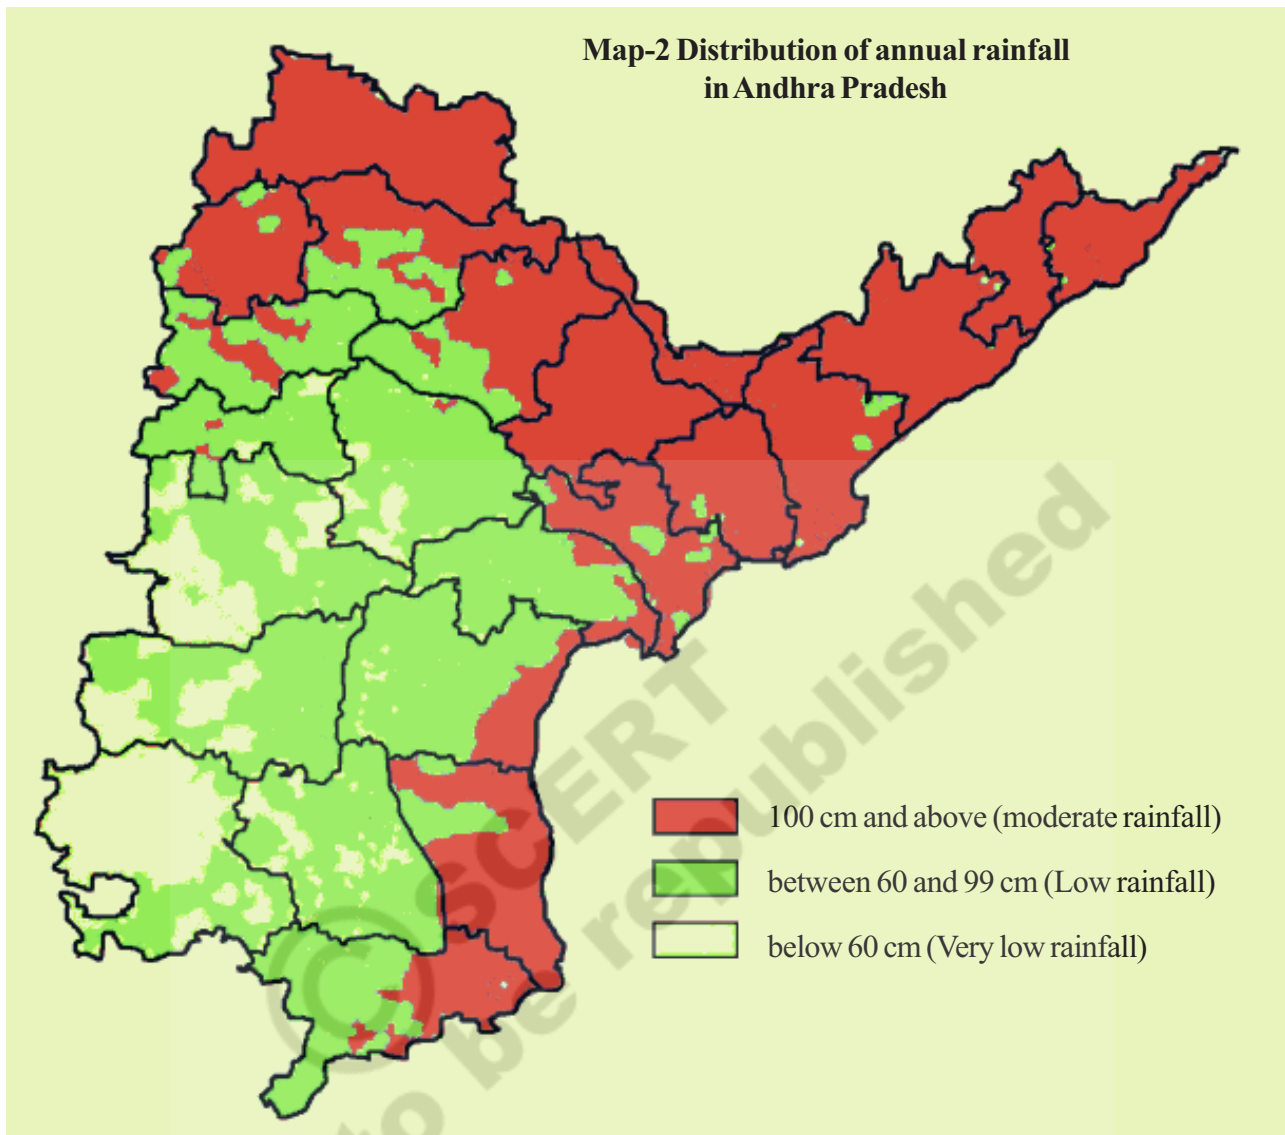 Map-2 Distribution of annual rainfall
in Andhra Pradesh
100 cm and above (moderate rainfall)
between 60 and 99 cm (Low rainfall)
below 60 cm (Very low rainfall)
© SCERT
to be republished